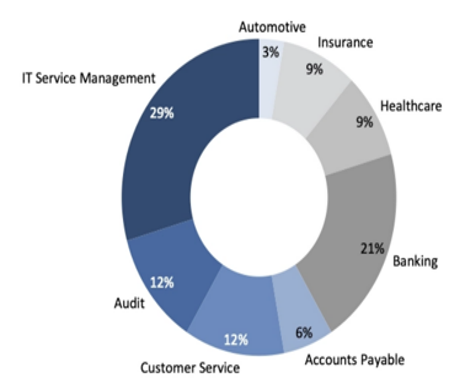 Automotive
3%
Insurance
9%
Healthcare
9%
Banking
21%
Accounts Payable
6%
Customer Service
12%
Audit
12%
IT Service Management
29%